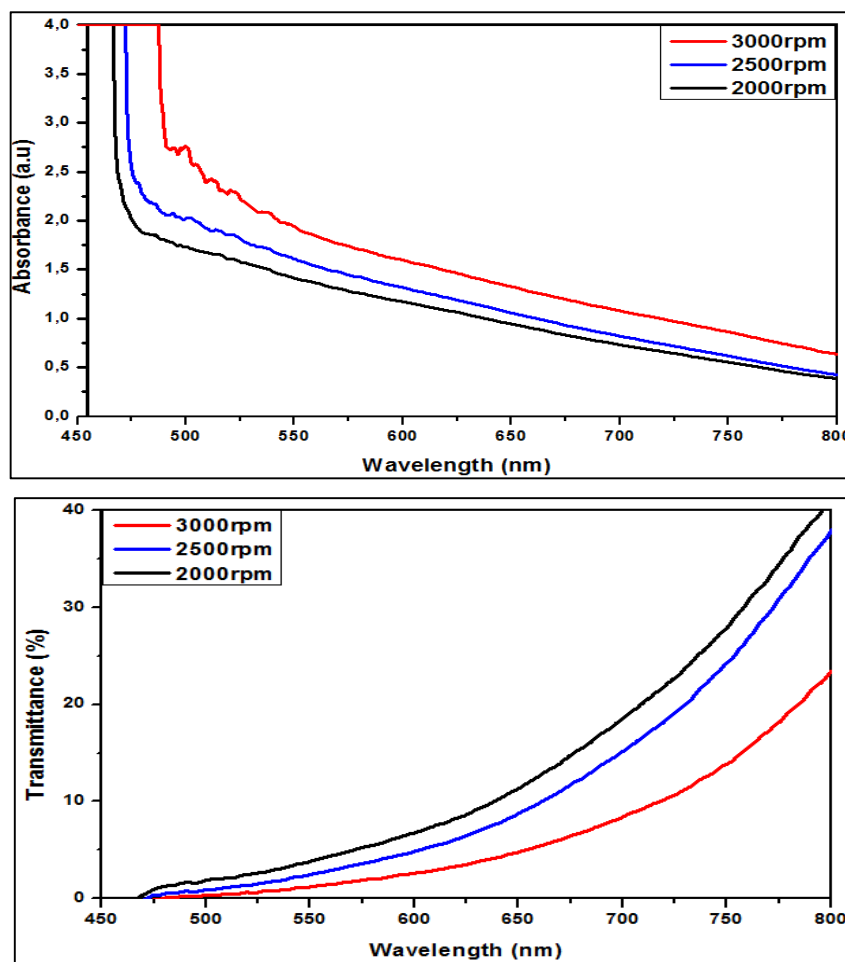 4,0
3,5
3,0
2,5
2,0
1,5
1,0
0,5
0,0
Absorbance (a.u)
3000rpm
2500rpm
2000rpm
450 500 550 600 650 700 750 800
Wavelength (nm)
40
30
20
10
0
Transmittance (%)
3000rpm
2500rpm
2000rpm
450 500 550 600 650 700 750 800
Wavelength (nm)